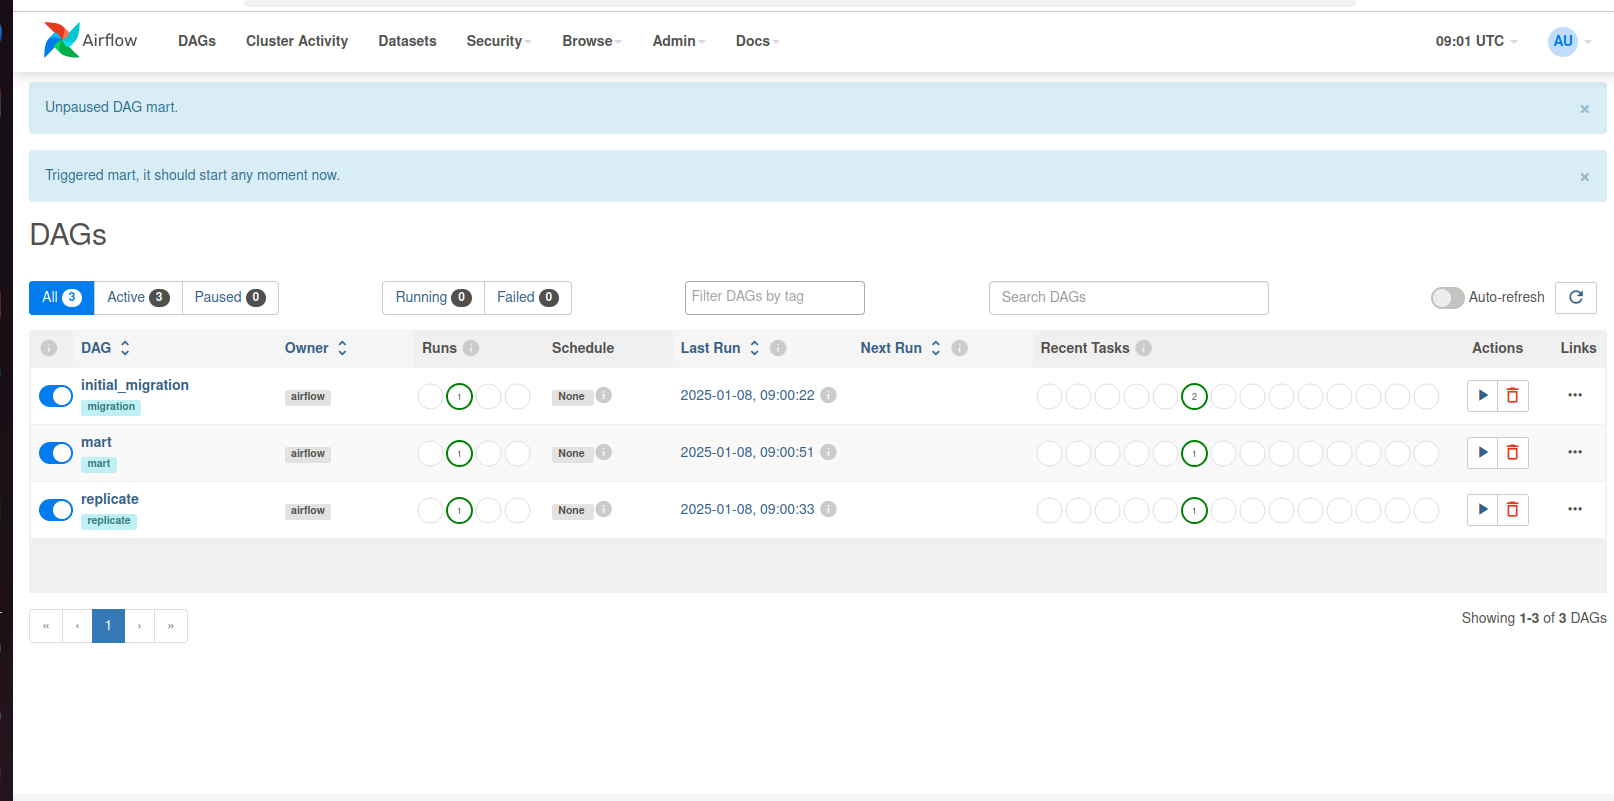 Airflow DAGs Cluster Activity Datasets Security Browse Admin Docs 09:01 UTC AU
Unpaused DAG mart. ×
Triggered mart, it should start any moment now. ×
DAGs
All 3 Active 3 Paused 0 Running 0 Failed 0 Filter DAGs by tag Search DAGs Auto-refresh
i DAG Owner Runs i Schedule Last Run i Next Run i Recent Tasks i Actions Links
initial_migration
migration airflow 1 None i 2025-01-08, 09:00:22 i 2 •••
mart
mart airflow 1 None i 2025-01-08, 09:00:51 i 1 •••
replicate
replicate airflow 1 None i 2025-01-08, 09:00:33 i 1 •••
« ‹ 1 › » Showing 1-3 of 3 DAGs